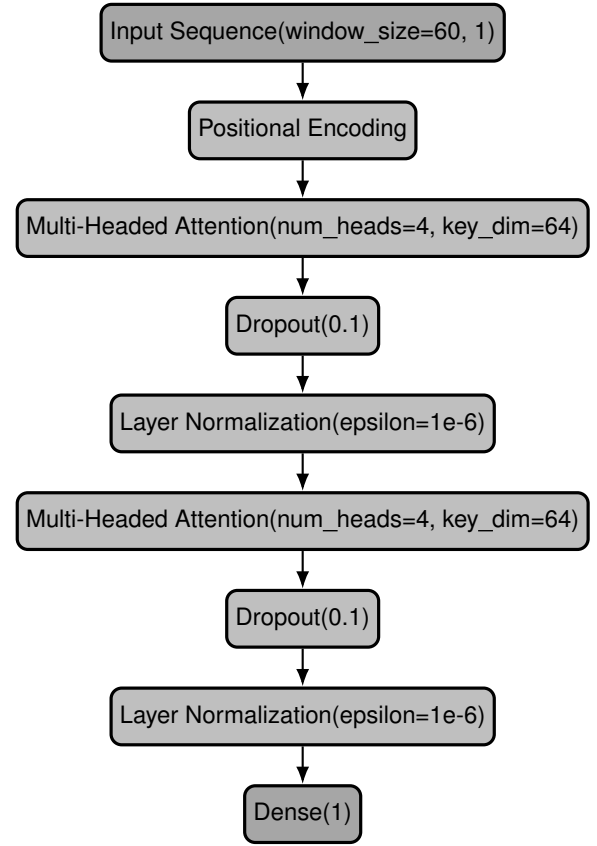 Input Sequence(window_size=60, 1)
Positional Encoding
Multi-Headed Attention(num_heads=4, key_dim=64)
Dropout(0.1)
Layer Normalization(epsilon=1e-6)
Multi-Headed Attention(num_heads=4, key_dim=64)
Dropout(0.1)
Layer Normalization(epsilon=1e-6)
Dense(1)